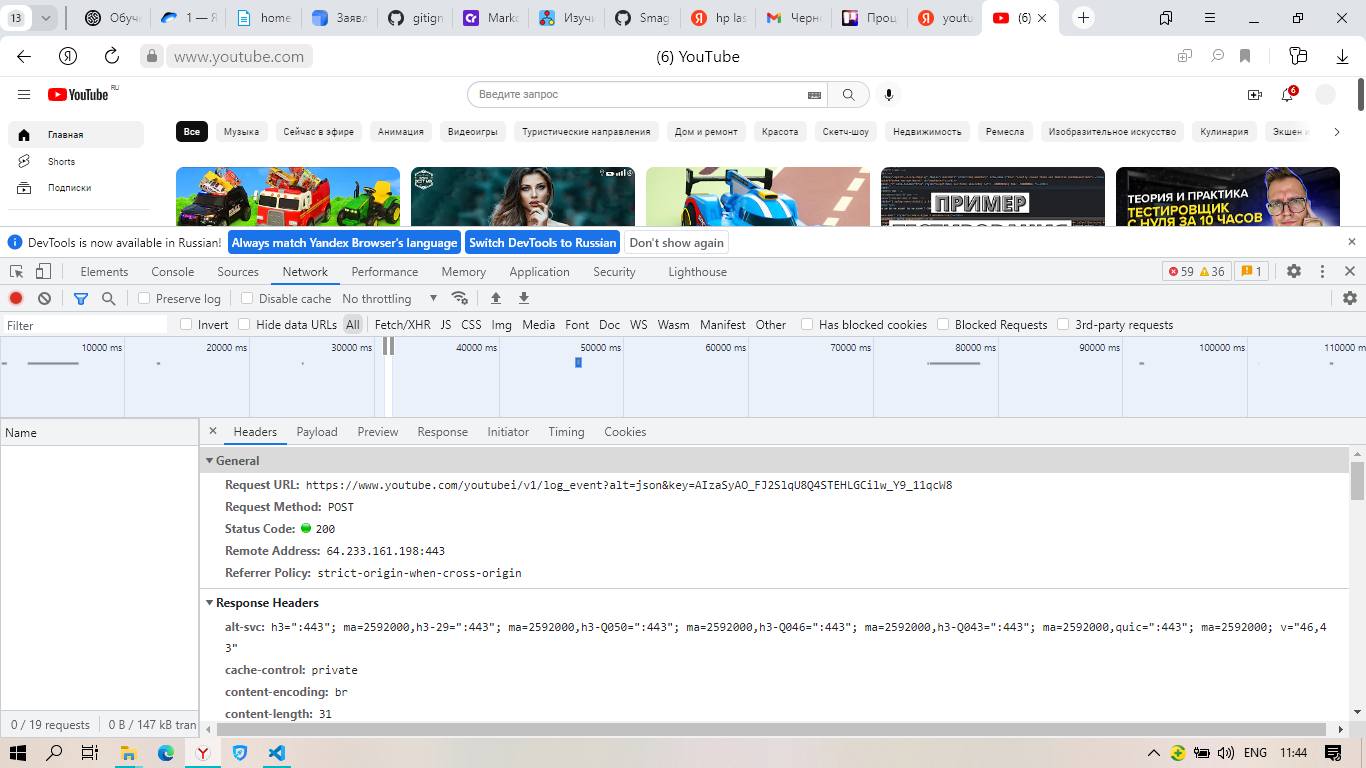 13 Обуче 1 — Я home Заявл gitign Marko Изучи Smag hp las Черно Проц youtu (6)
www.youtube.com (6) YouTube
YouTube RU Введите запрос 6
Главная Все Музыка Сейчас в эфире Анимация Видеоигры Туристические направления Дом и ремонт Красота Скетч-шоу Недвижимость Ремесла Изобразительное искусство Кулинария Экшен и
Shorts
Подписки
ПРИМЕР
ТЕСТИРОВАНИЯ
ТЕОРИЯ И ПРАКТИКА
ТЕСТИРОВЩИК
С НУЛЯ ЗА 10 ЧАСОВ
DevTools is now available in Russian! Always match Yandex Browser's language Switch DevTools to Russian Don't show again
Elements Console Sources Network Performance Memory Application Security Lighthouse 59 36 1
Preserve log Disable cache No throttling
Filter Invert Hide data URLs All Fetch/XHR JS CSS Img Media Font Doc WS Wasm Manifest Other Has blocked cookies Blocked Requests 3rd-party requests
10000 ms 20000 ms 30000 ms 40000 ms 50000 ms 60000 ms 70000 ms 80000 ms 90000 ms 100000 ms 110000 m
Name Headers Payload Preview Response Initiator Timing Cookies
General
Request URL: https://www.youtube.com/youtubei/v1/log_event?alt=json&key=AIzaSyAO_FJ2SlqU8Q4STEHLGCilw_Y9_11qcW8
Request Method: POST
Status Code: 200
Remote Address: 64.233.161.198:443
Referrer Policy: strict-origin-when-cross-origin
Response Headers
alt-svc: h3=":443"; ma=2592000,h3-29=":443"; ma=2592000,h3-Q050=":443"; ma=2592000,h3-Q046=":443"; ma=2592000,h3-Q043=":443"; ma=2592000,quic=":443"; ma=2592000; v="46,4
3"
cache-control: private
content-encoding: br
content-length: 31
0 / 19 requests 0 B / 147 kB tran
ENG 11:44